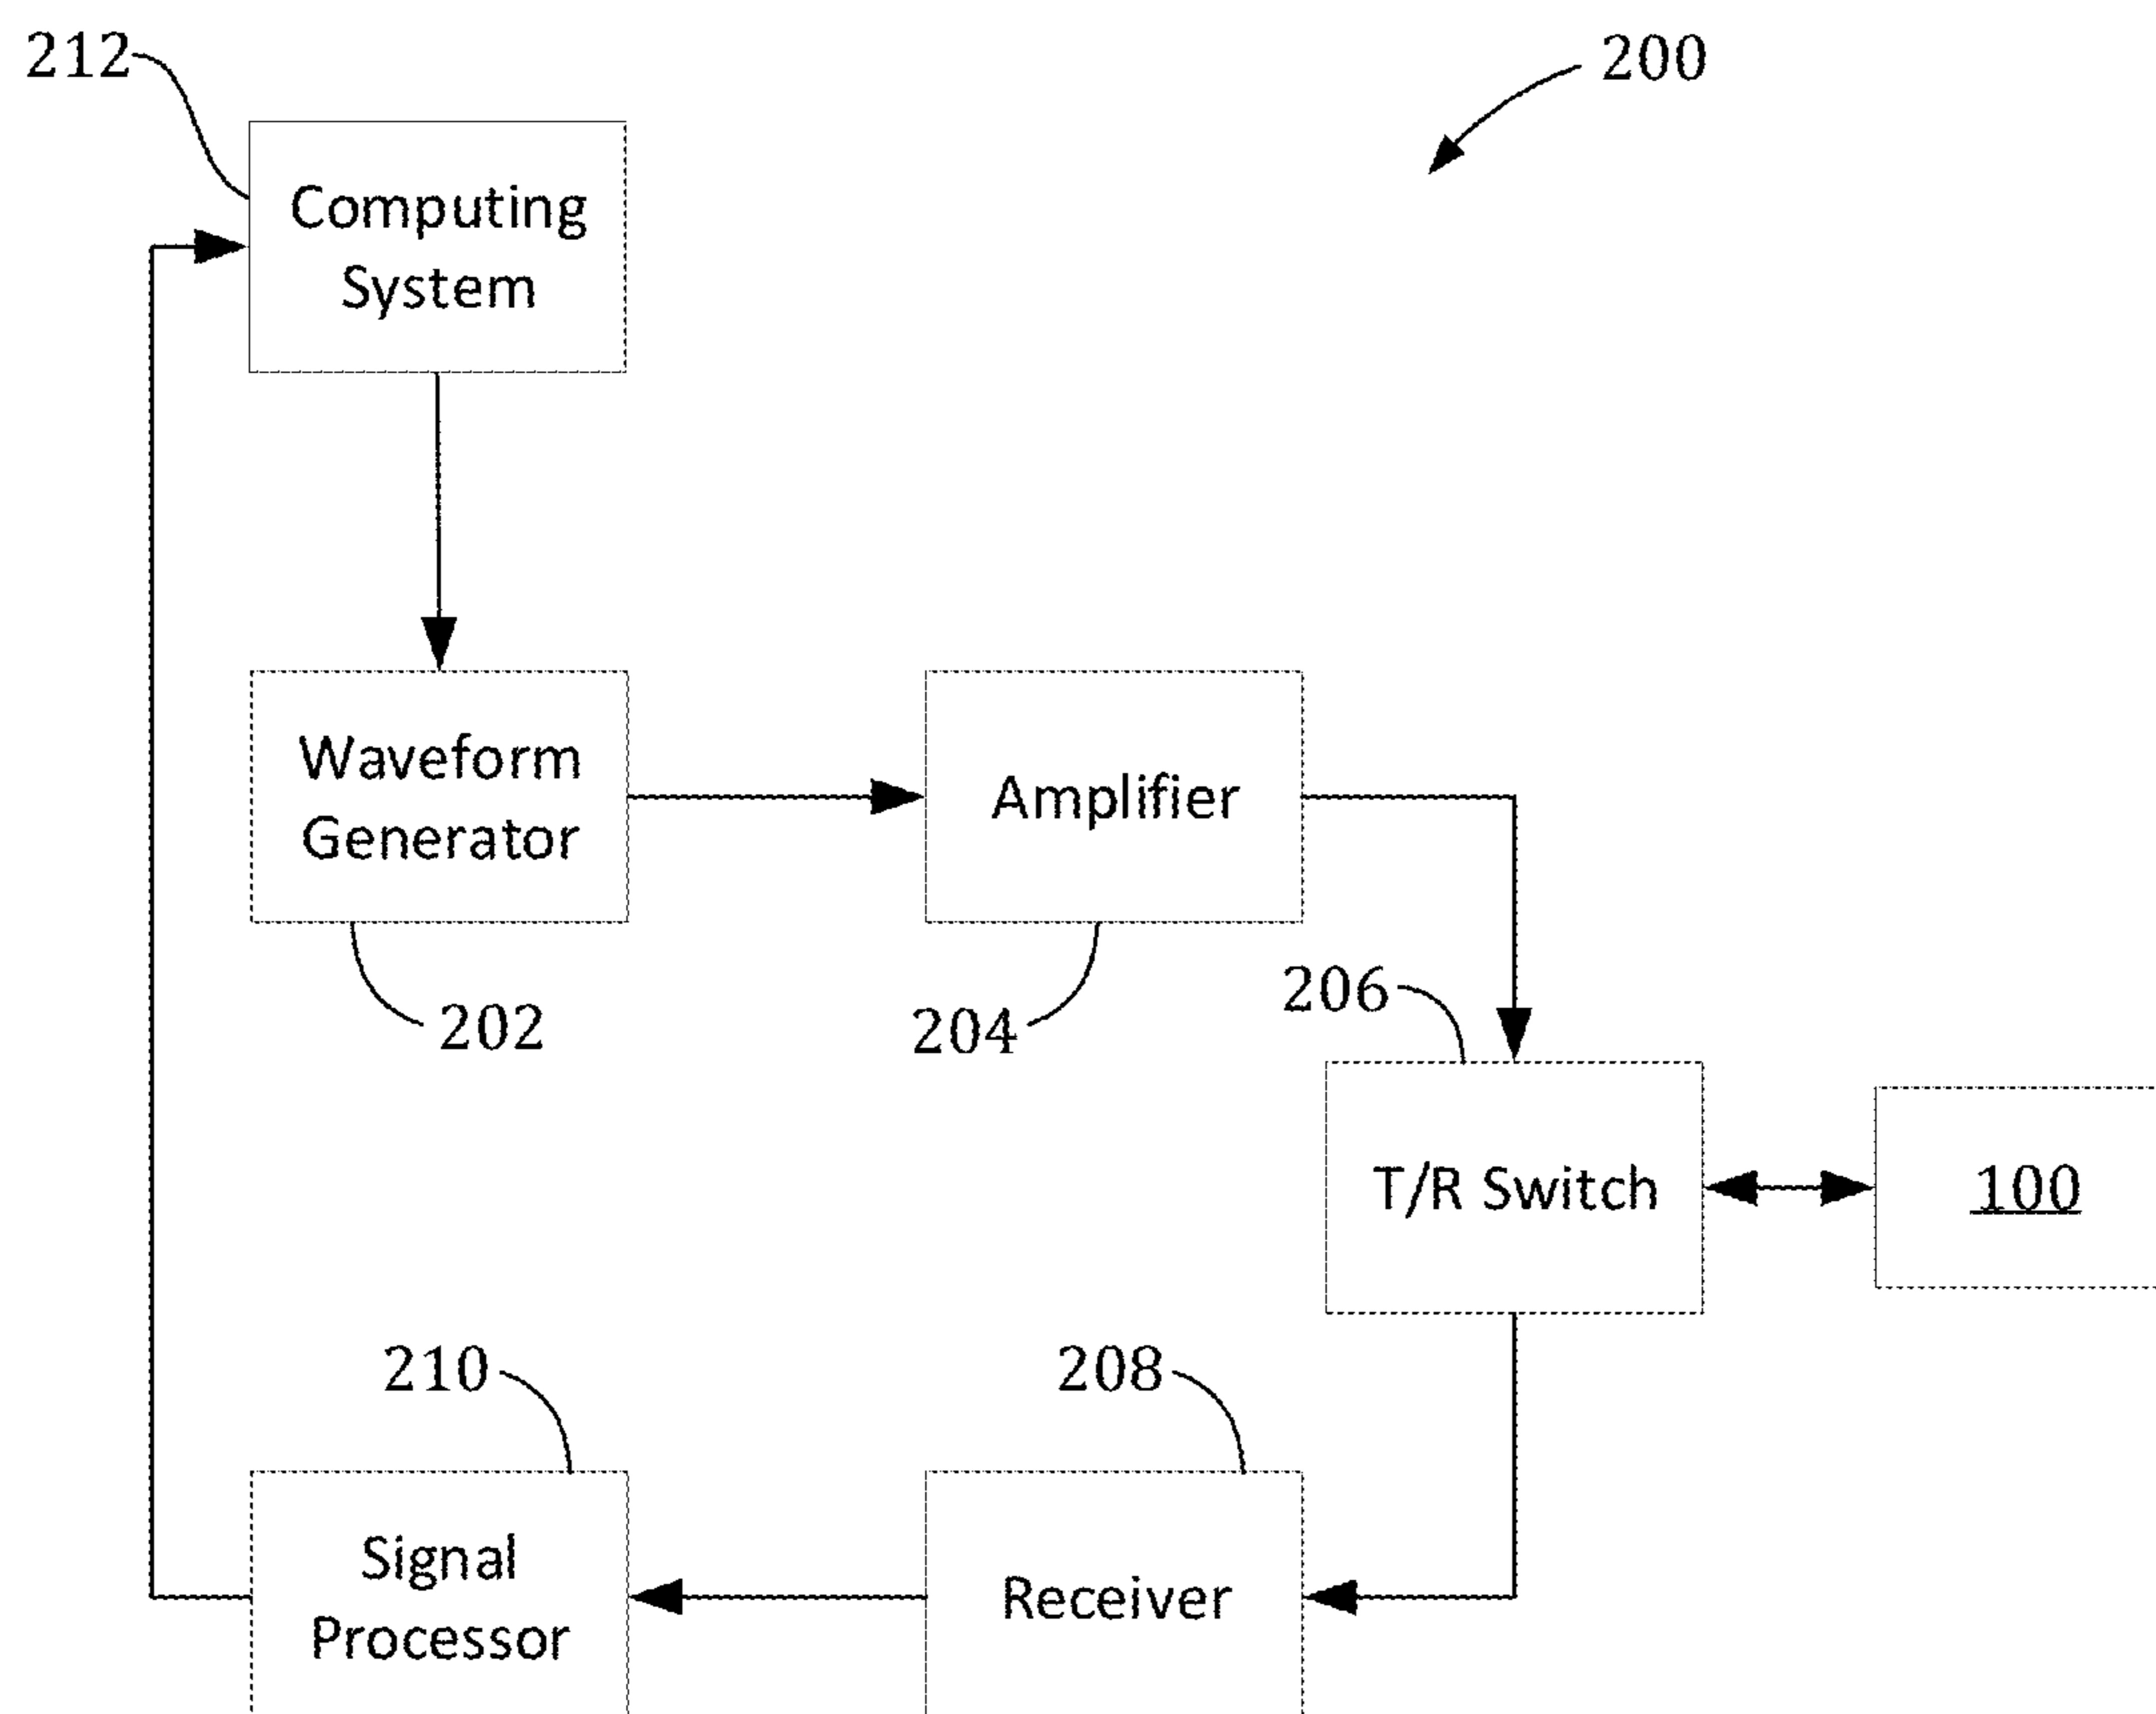 212
200
Computing
System
Waveform
Generator
Amplifier
202
204
206
T/R Switch
100
210
208
Signal
Processor
Receiver